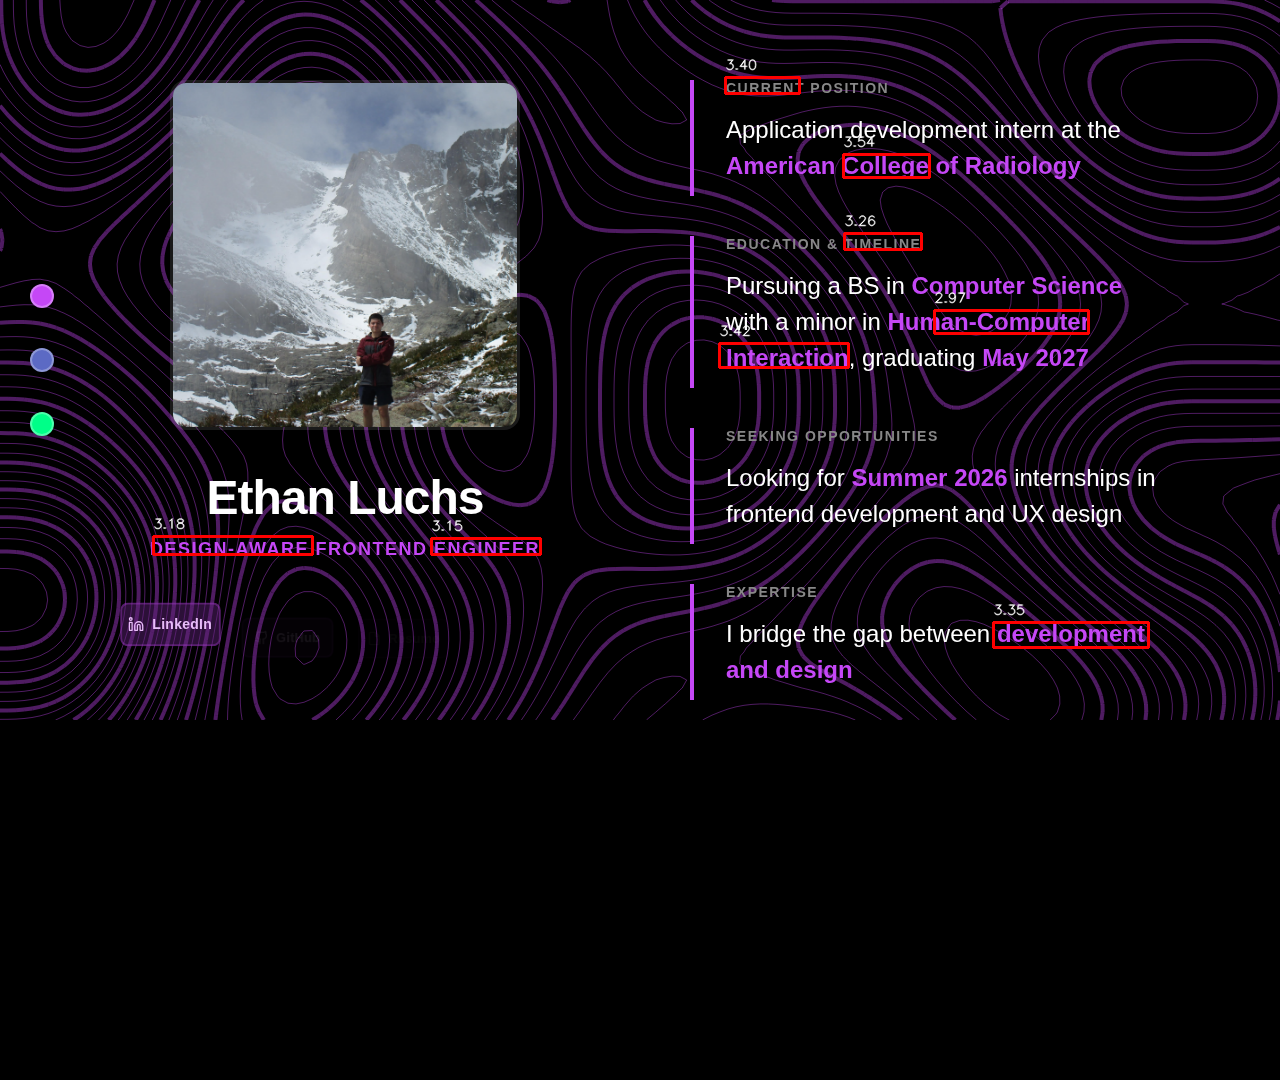 3.40
CURRENT POSITION
Application development intern at the
3.54
American College of Radiology
3.26
EDUCATION & TIMELINE
Pursuing a BS in Computer Science
2.97
with a minor in Human-Computer
3.42
Interaction, graduating May 2027
SEEKING OPPORTUNITIES
Looking for Summer 2026 internships in
frontend development and UX design
EXPERTISE
3.35
I bridge the gap between development
and design
Ethan Luchs
3.18 3.15
DESIGN-AWARE FRONTEND ENGINEER
LinkedIn
GitHub